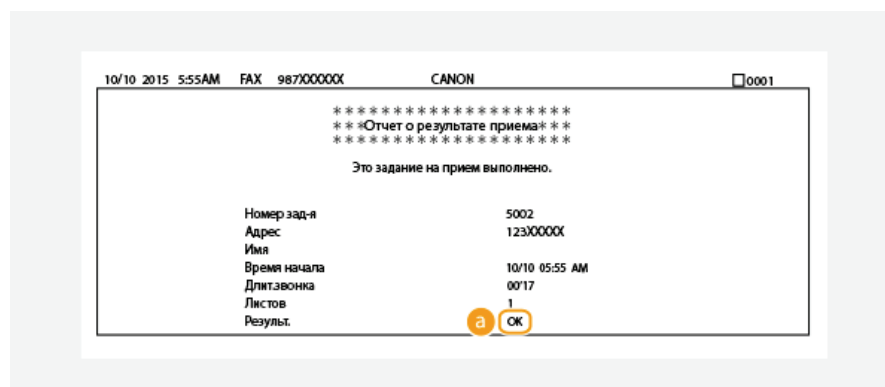 10/10 2015 5:55AM FAX 987XXXXXX CANON 0001
* * * * * * * * * * * * * * * * * * * *
* * *Отчет о результате приема* * *
* * * * * * * * * * * * * * * * * * * *
Это задание на прием выполнено.
Номер зад-я 5002
Адрес 123XXXXX
Имя
Время начала 10/10 05:55 AM
Длит.звонка 00'17
Листов 1
Результ. a OK